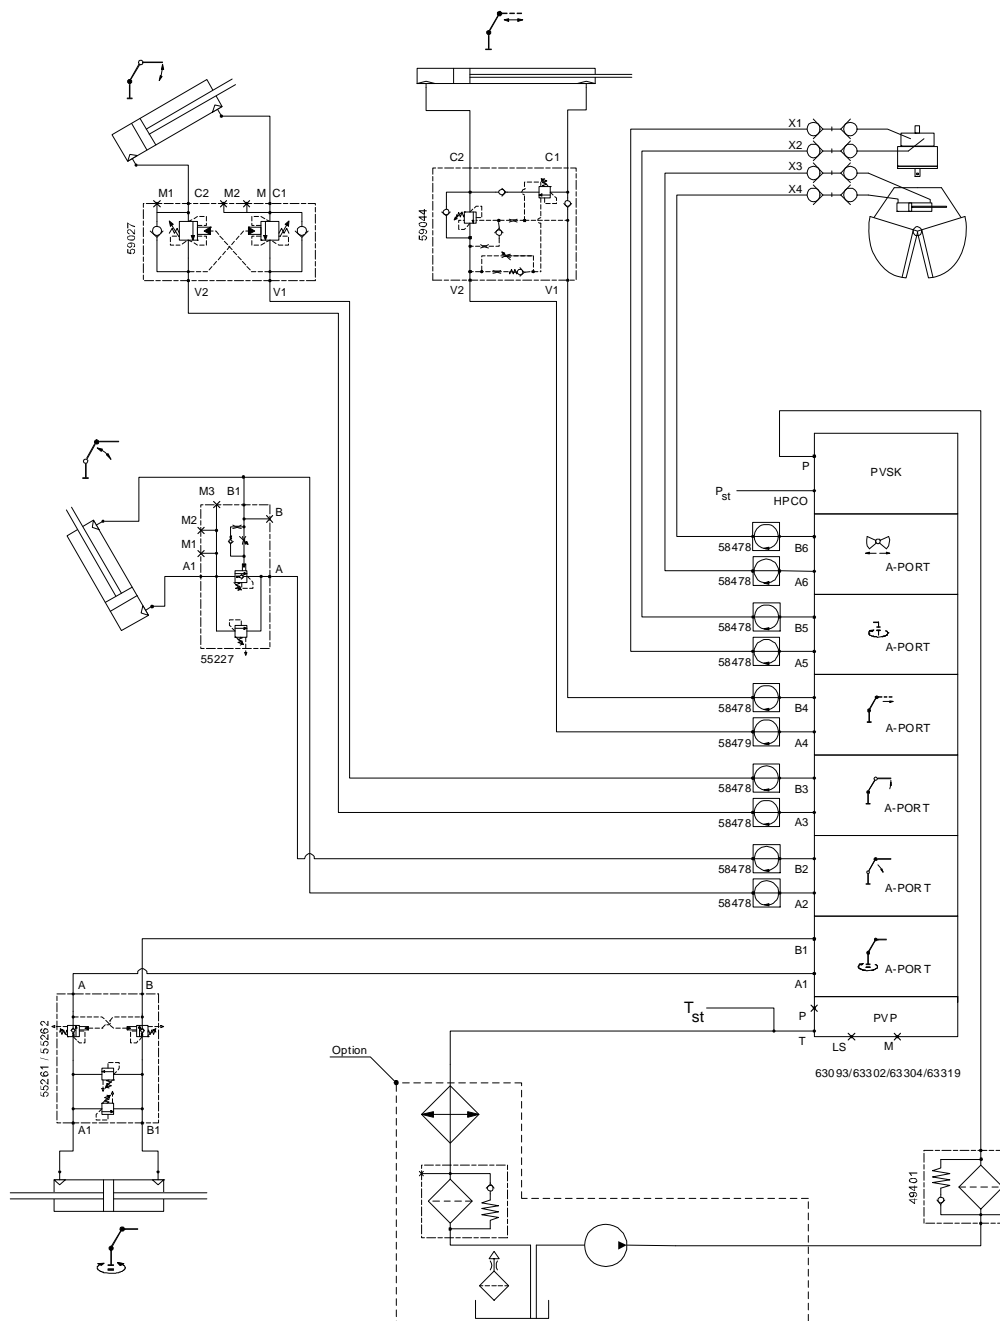 X1
X2
X3
X4
C2
C1
59044
V2
V1
M1
C2
M2
M
C1
59027
V2
V1
M3
B1
B
M2
M1
A1
A
55227
P
PVSK
P
st
HPCO
58478
B6
A-PORT
58478
A6
58478
B5
A-PORT
58478
A5
58478
B4
A-PORT
58479
A4
58478
B3
A-PORT
58478
A3
58478
B2
A-PORT
58478
A2
B1
A-PORT
A1
A
B
55261 / 55262
A1
B1
T
st
P
PVP
T
LS
M
63093/63302/63304/63319
Option
49401